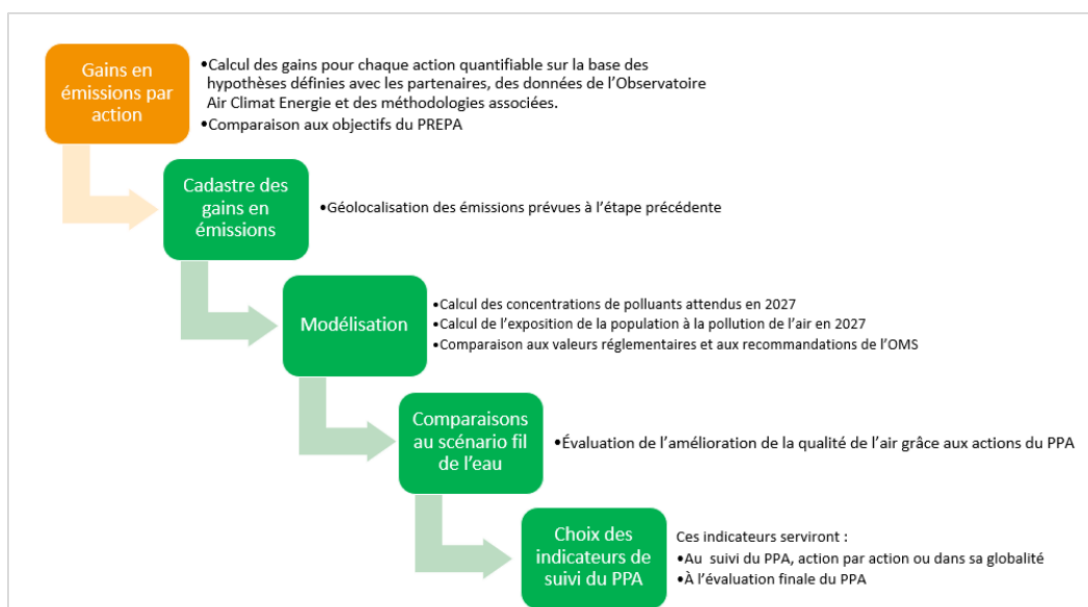 Gains en
émissions par
action
•Calcul des gains pour chaque action quantifiable sur la base des
hypothèses définies avec les partenaires, des données de l'Observatoire
Air Climat Energie et des méthodologies associées.
•Comparaison aux objectifs du PREPA
Cadastre des
gains en
émissions
•Géolocalisation des émissions prévues à l'étape précédente
Modélisation
•Calcul des concentrations de polluants attendus en 2027
•Calcul de l'exposition de la population à la pollution de l'air en 2027
•Comparaison aux valeurs réglementaires et aux recommandations de l'OMS
Comparaisons
au scénario fil
de l'eau
•Évaluation de l'amélioration de la qualité de l'air grâce aux actions du PPA
Choix des
indicateurs de
suivi du PPA
Ces indicateurs serviront :
•Au suivi du PPA, action par action ou dans sa globalité
•À l'évaluation finale du PPA